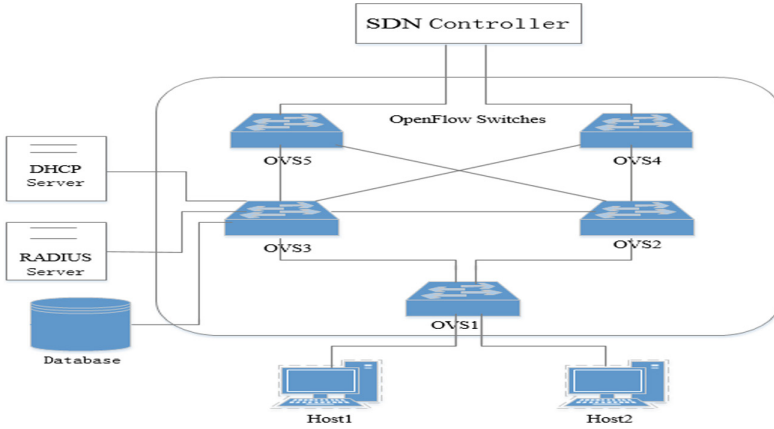 SDN Controller
OpenFlow Switches
OVS5
OVS4
DHCP
Server
OVS3
OVS2
RADIUS
Server
OVS1
Database
Host1
Host2